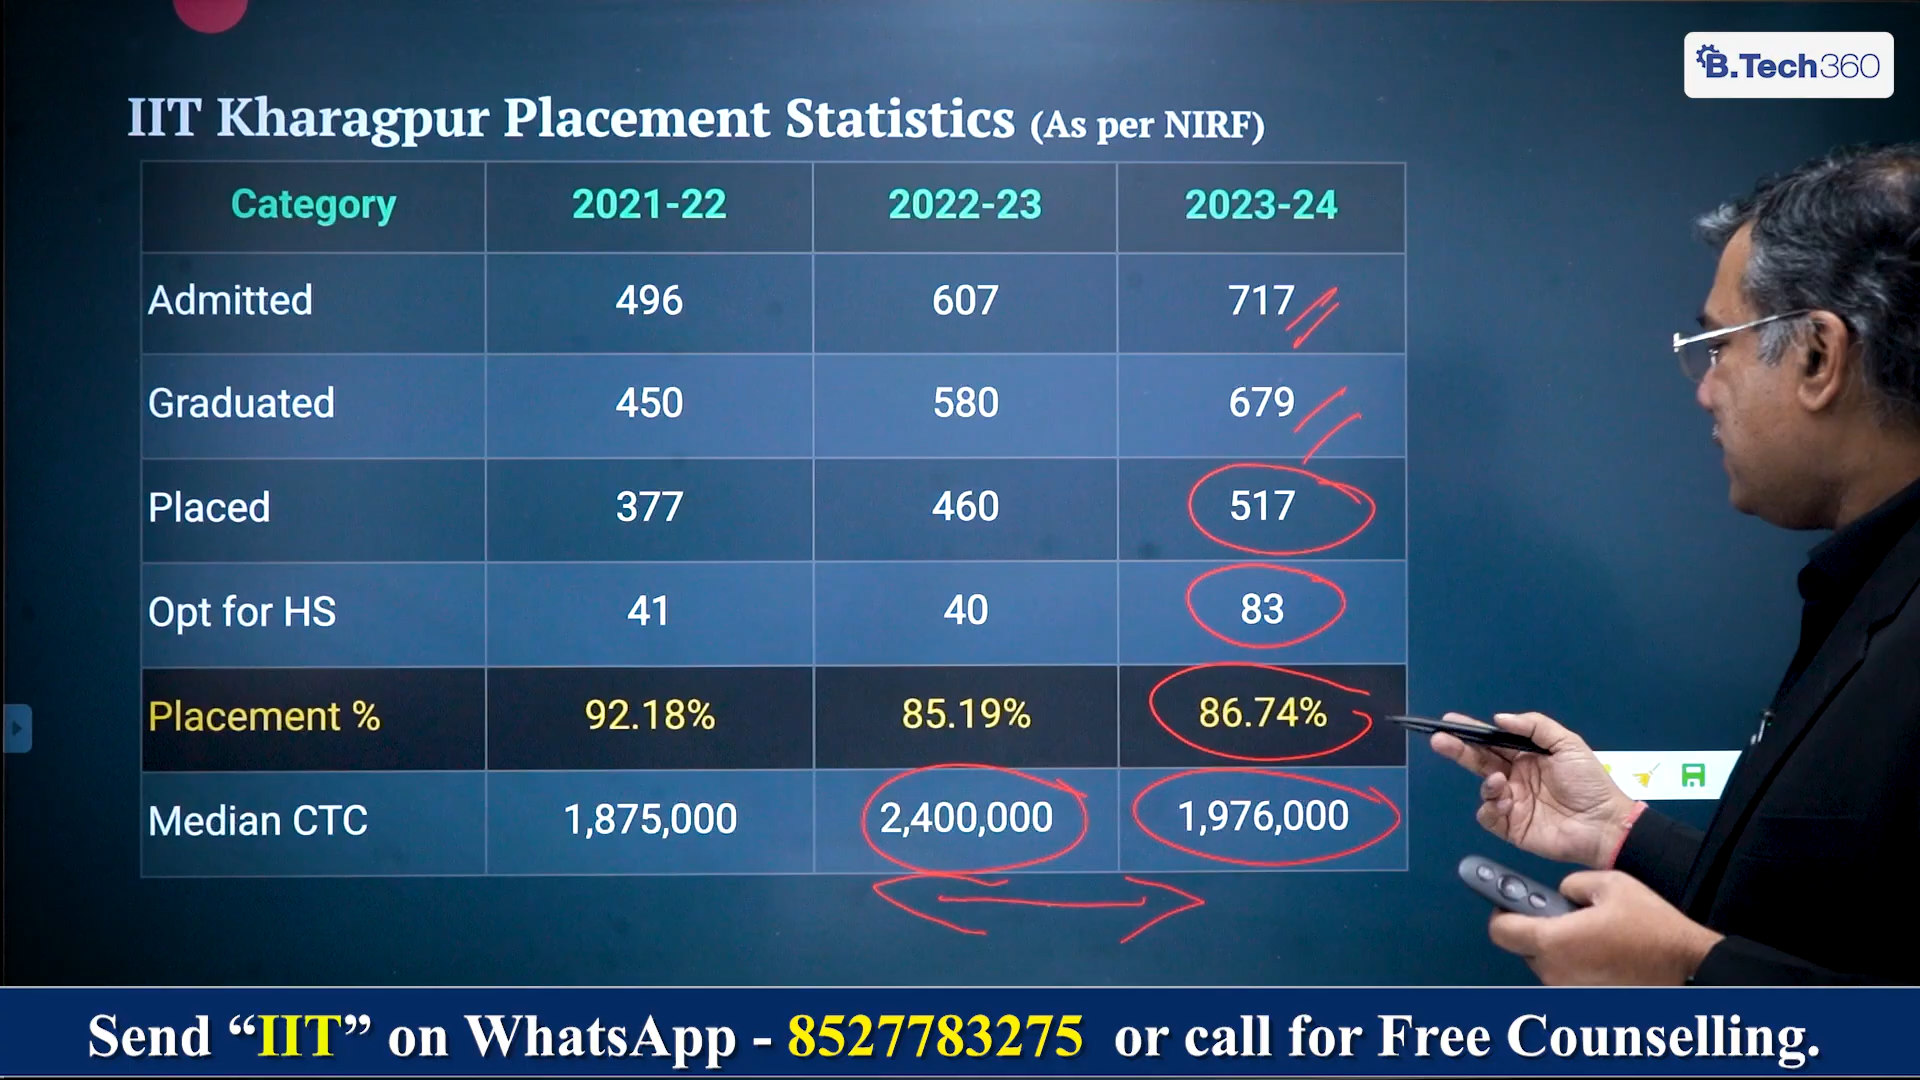 B.Tech360
IIT Kharagpur Placement Statistics (As per NIRF)
Category 2021-22 2022-23 2023-24
Admitted 496 607 717
Graduated 450 580 679
Placed 377 460 517
Opt for HS 41 40 83
Placement % 92.18% 85.19% 86.74%
Median CTC 1,875,000 2,400,000 1,976,000
Send “IIT” on WhatsApp - 8527783275 or call for Free Counselling.